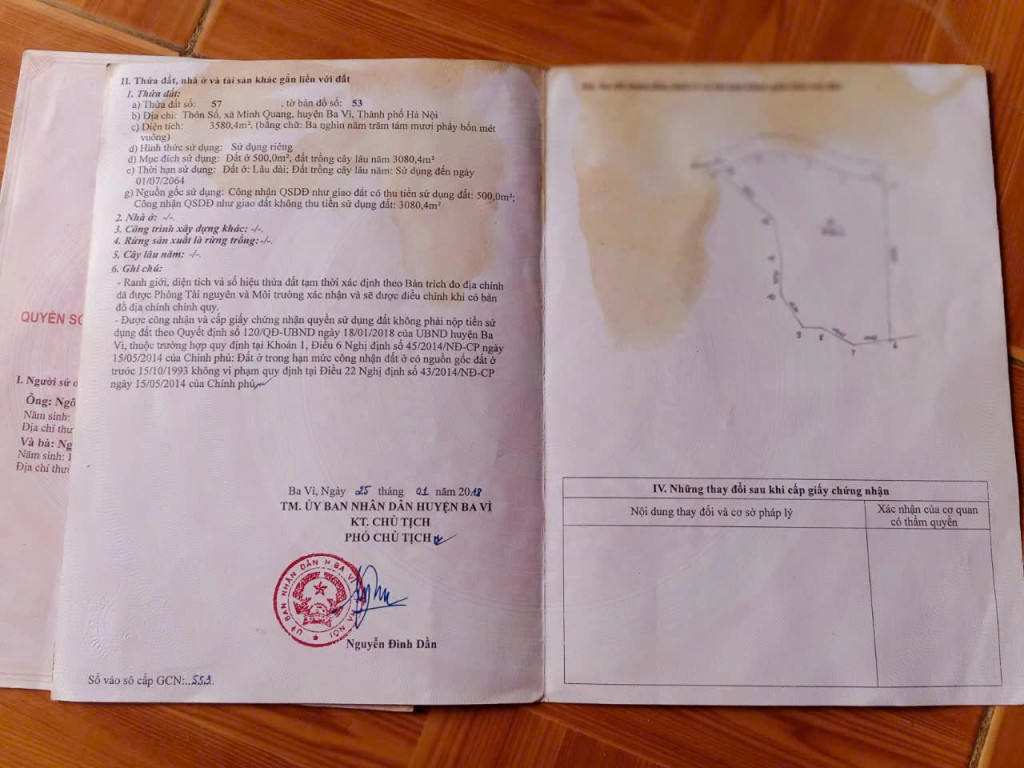 II. Thửa đất, nhà ở và tài sản khác gắn liền với đất
1. Thửa đất:
a) Thửa đất số: 57 , tờ bản đồ số: 53
b) Địa chỉ: Thôn Số, xã Minh Quang, huyện Ba Vì, Thành phố Hà Nội
c) Diện tích: 3580,4m². (bằng chữ: Ba nghìn năm trăm tám mươi phẩy bốn mét
vuông)
d) Hình thức sử dụng: Sử dụng riêng
đ) Mục đích sử dụng: Đất ở 500,0m², đất trồng cây lâu năm 3080,4m²
e) Thời hạn sử dụng: Đất ở: Lâu dài; Đất trồng cây lâu năm: Sử dụng đến ngày
01/07/2064
g) Nguồn gốc sử dụng: Công nhận QSDĐ như giao đất có thu tiền sử dụng đất: 500,0m²;
Công nhận QSDĐ như giao đất không thu tiền sử dụng đất: 3080,4m²
2. Nhà ở: -/-.
3. Công trình xây dựng khác: -/-.
4. Rừng sản xuất là rừng trồng:-/-.
5. Cây lâu năm: -/-.
6. Ghi chú:
- Ranh giới, diện tích và số hiệu thửa đất tạm thời xác định theo Bản trích đo địa chính
đã được Phòng Tài nguyên và Môi trường xác nhận và sẽ được điều chỉnh khi có bản
đồ địa chính chính quy.
- Được công nhận và cấp giấy chứng nhận quyền sử dụng đất không phải nộp tiền sử
dụng đất theo Quyết định số 120/QĐ-UBND ngày 18/01/2018 của UBND huyện Ba
Vì, thuộc trường hợp quy định tại Khoản 1, Điều 6 Nghị định số 45/2014/NĐ-CP ngày
15/05/2014 của Chính phủ: Đất ở trong hạn mức công nhận đất ở có nguồn gốc đất ở
trước 15/10/1993 không vi phạm quy định tại Điều 22 Nghị định số 43/2014/NĐ-CP
ngày 15/05/2014 của Chính phủ
Ba Vì, Ngày 25 tháng 01 năm 2018
TM. ỦY BAN NHÂN DÂN HUYỆN BA VÌ
KT. CHỦ TỊCH
PHÓ CHỦ TỊCH
ỦY BAN NHÂN DÂN H BA VÌ
HÀ NỘI
Nguyễn Đình Dần
Số vào sổ cấp GCN:..553.
QUYỀN SỞ
I. Người sử
Ông: Ngô
Năm sinh:
Địa chỉ thư
Và bà: Ng
Năm sinh: 1
Địa chỉ thư
IV. Những thay đổi sau khi cấp giấy chứng nhận
Nội dung thay đổi và cơ sở pháp lý
Xác nhận của cơ quan
có thẩm quyền